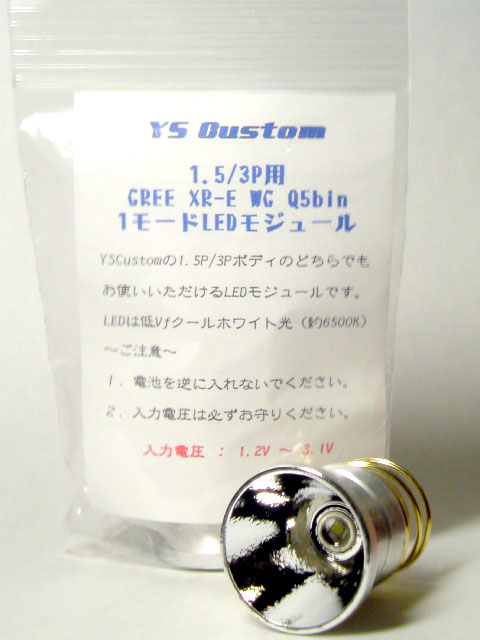 YS Custom
1.5/3P用
CREE XR-E WG Q5bin
1モードLEDモジュール
YSCustomの1.5P/3Pボディのどちらでも
お使いいただけるLEDモジュールです。
LEDは低Vfクールホワイト光（約6500K）
～ご注意～
1．電池を逆に入れないでください。
2．入力電圧は必ずお守りください。
入力電圧 : 1.2V ～ 3.1V